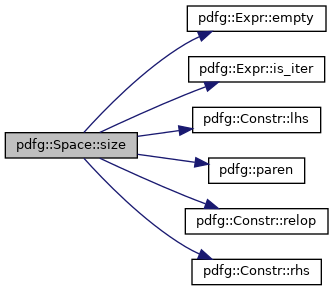 pdfg::Expr::empty
pdfg::Expr::is_iter
pdfg::Constr::lhs
pdfg::Space::size
pdfg::paren
pdfg::Constr::relop
pdfg::Constr::rhs